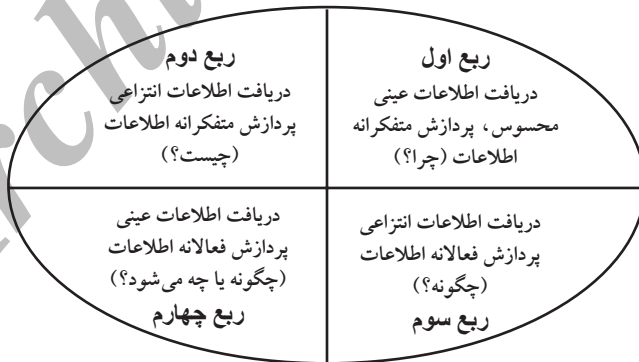 ربع اول
دریافت اطلاعات عینی
محسوس، پردازش متفکرانه
اطلاعات (چرا؟)
ربع دوم
دریافت اطلاعات انتزاعی
پردازش متفکرانه اطلاعات
(چیست؟)
دریافت اطلاعات انتزاعی
پردازش فعالانه اطلاعات
(چگونه؟)
ربع سوم
دریافت اطلاعات عینی
پردازش فعالانه اطلاعات
(چگونه یا چه می‌شود؟)
ربع چهارم